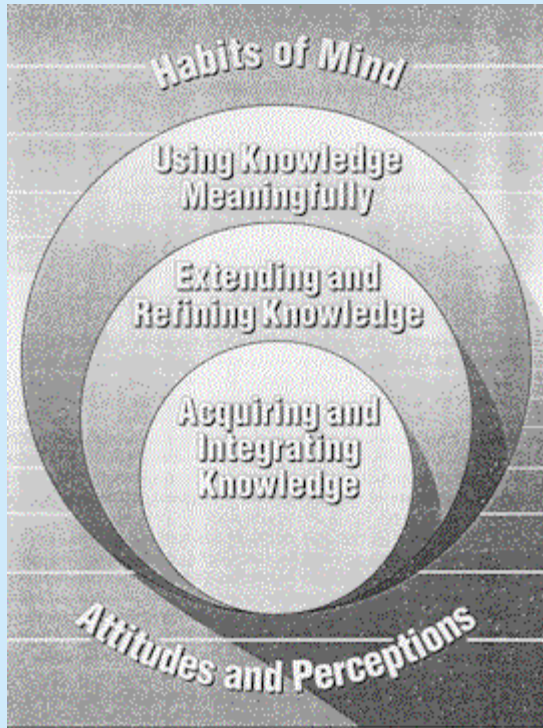 Habits of Mind
Using Knowledge
Meaningfully
Extending and
Refining Knowledge
Acquiring and
Integrating
Knowledge
Attitudes and Perceptions